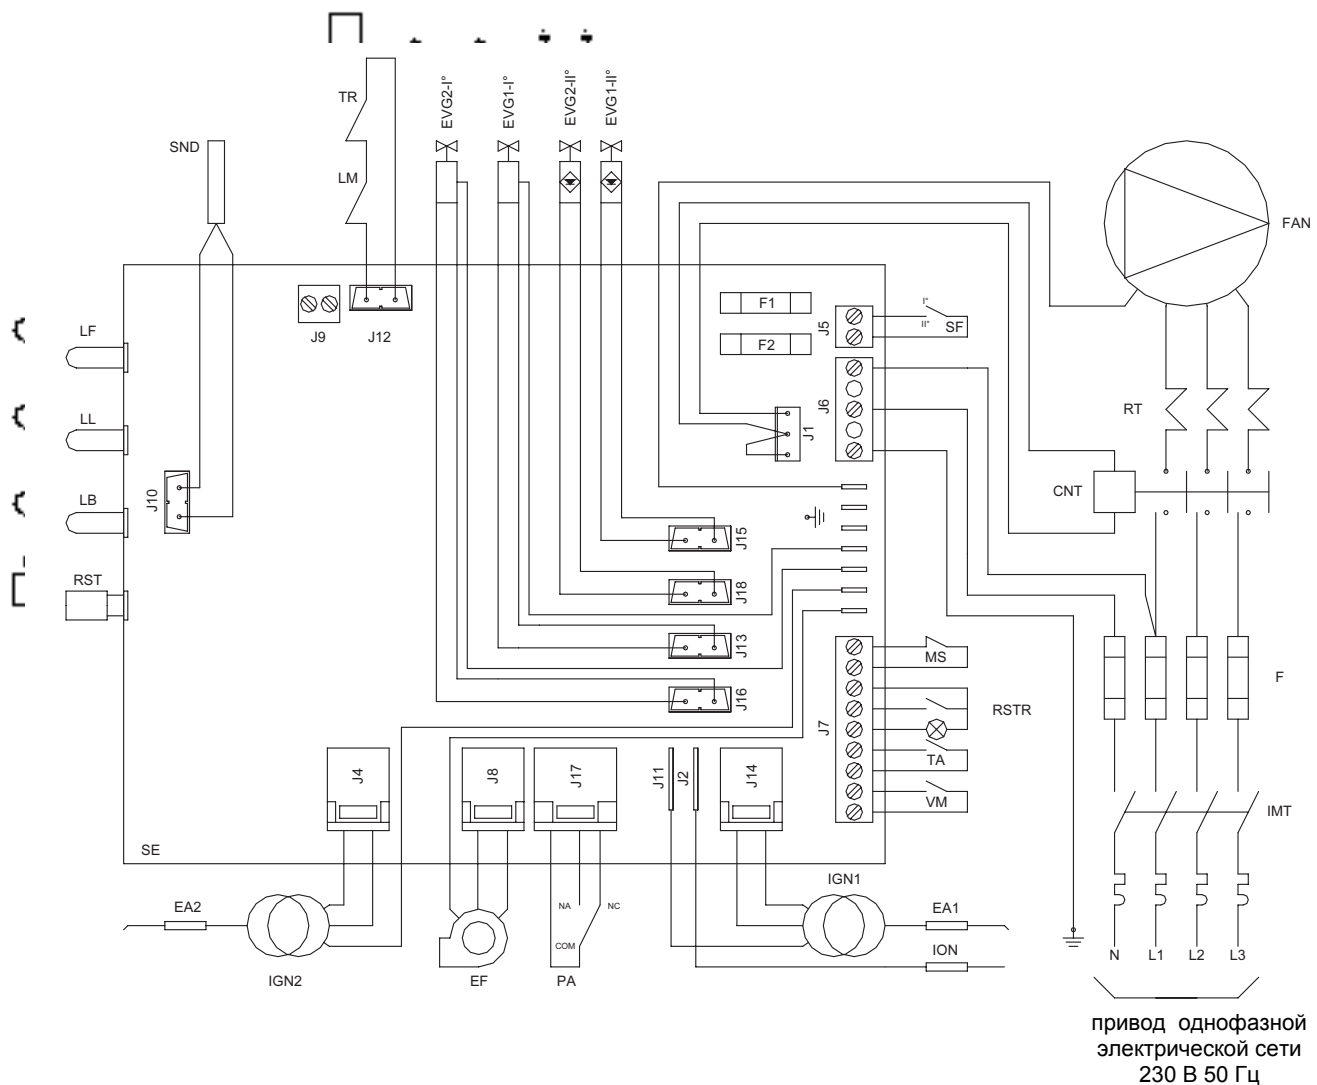 EVG2-I°
EVG1-I°
EVG2-II°
EVG1-II°
TR
SND
LM
FAN
LF
J9
J12
F1
F2
J5
I°
II°
SF
LL
J6
J1
RT
LB
J10
CNT
J15
RST
J18
J13
J16
MS
F
RSTR
J7
TA
VM
J4
J8
J17
J11
J2
J14
IMT
SE
IGN1
EA2
NA
NC
EA1
COM
ION
IGN2
EF
PA
N
L1
L2
L3
привод однофазной
электрической сети
230 В 50 Гц